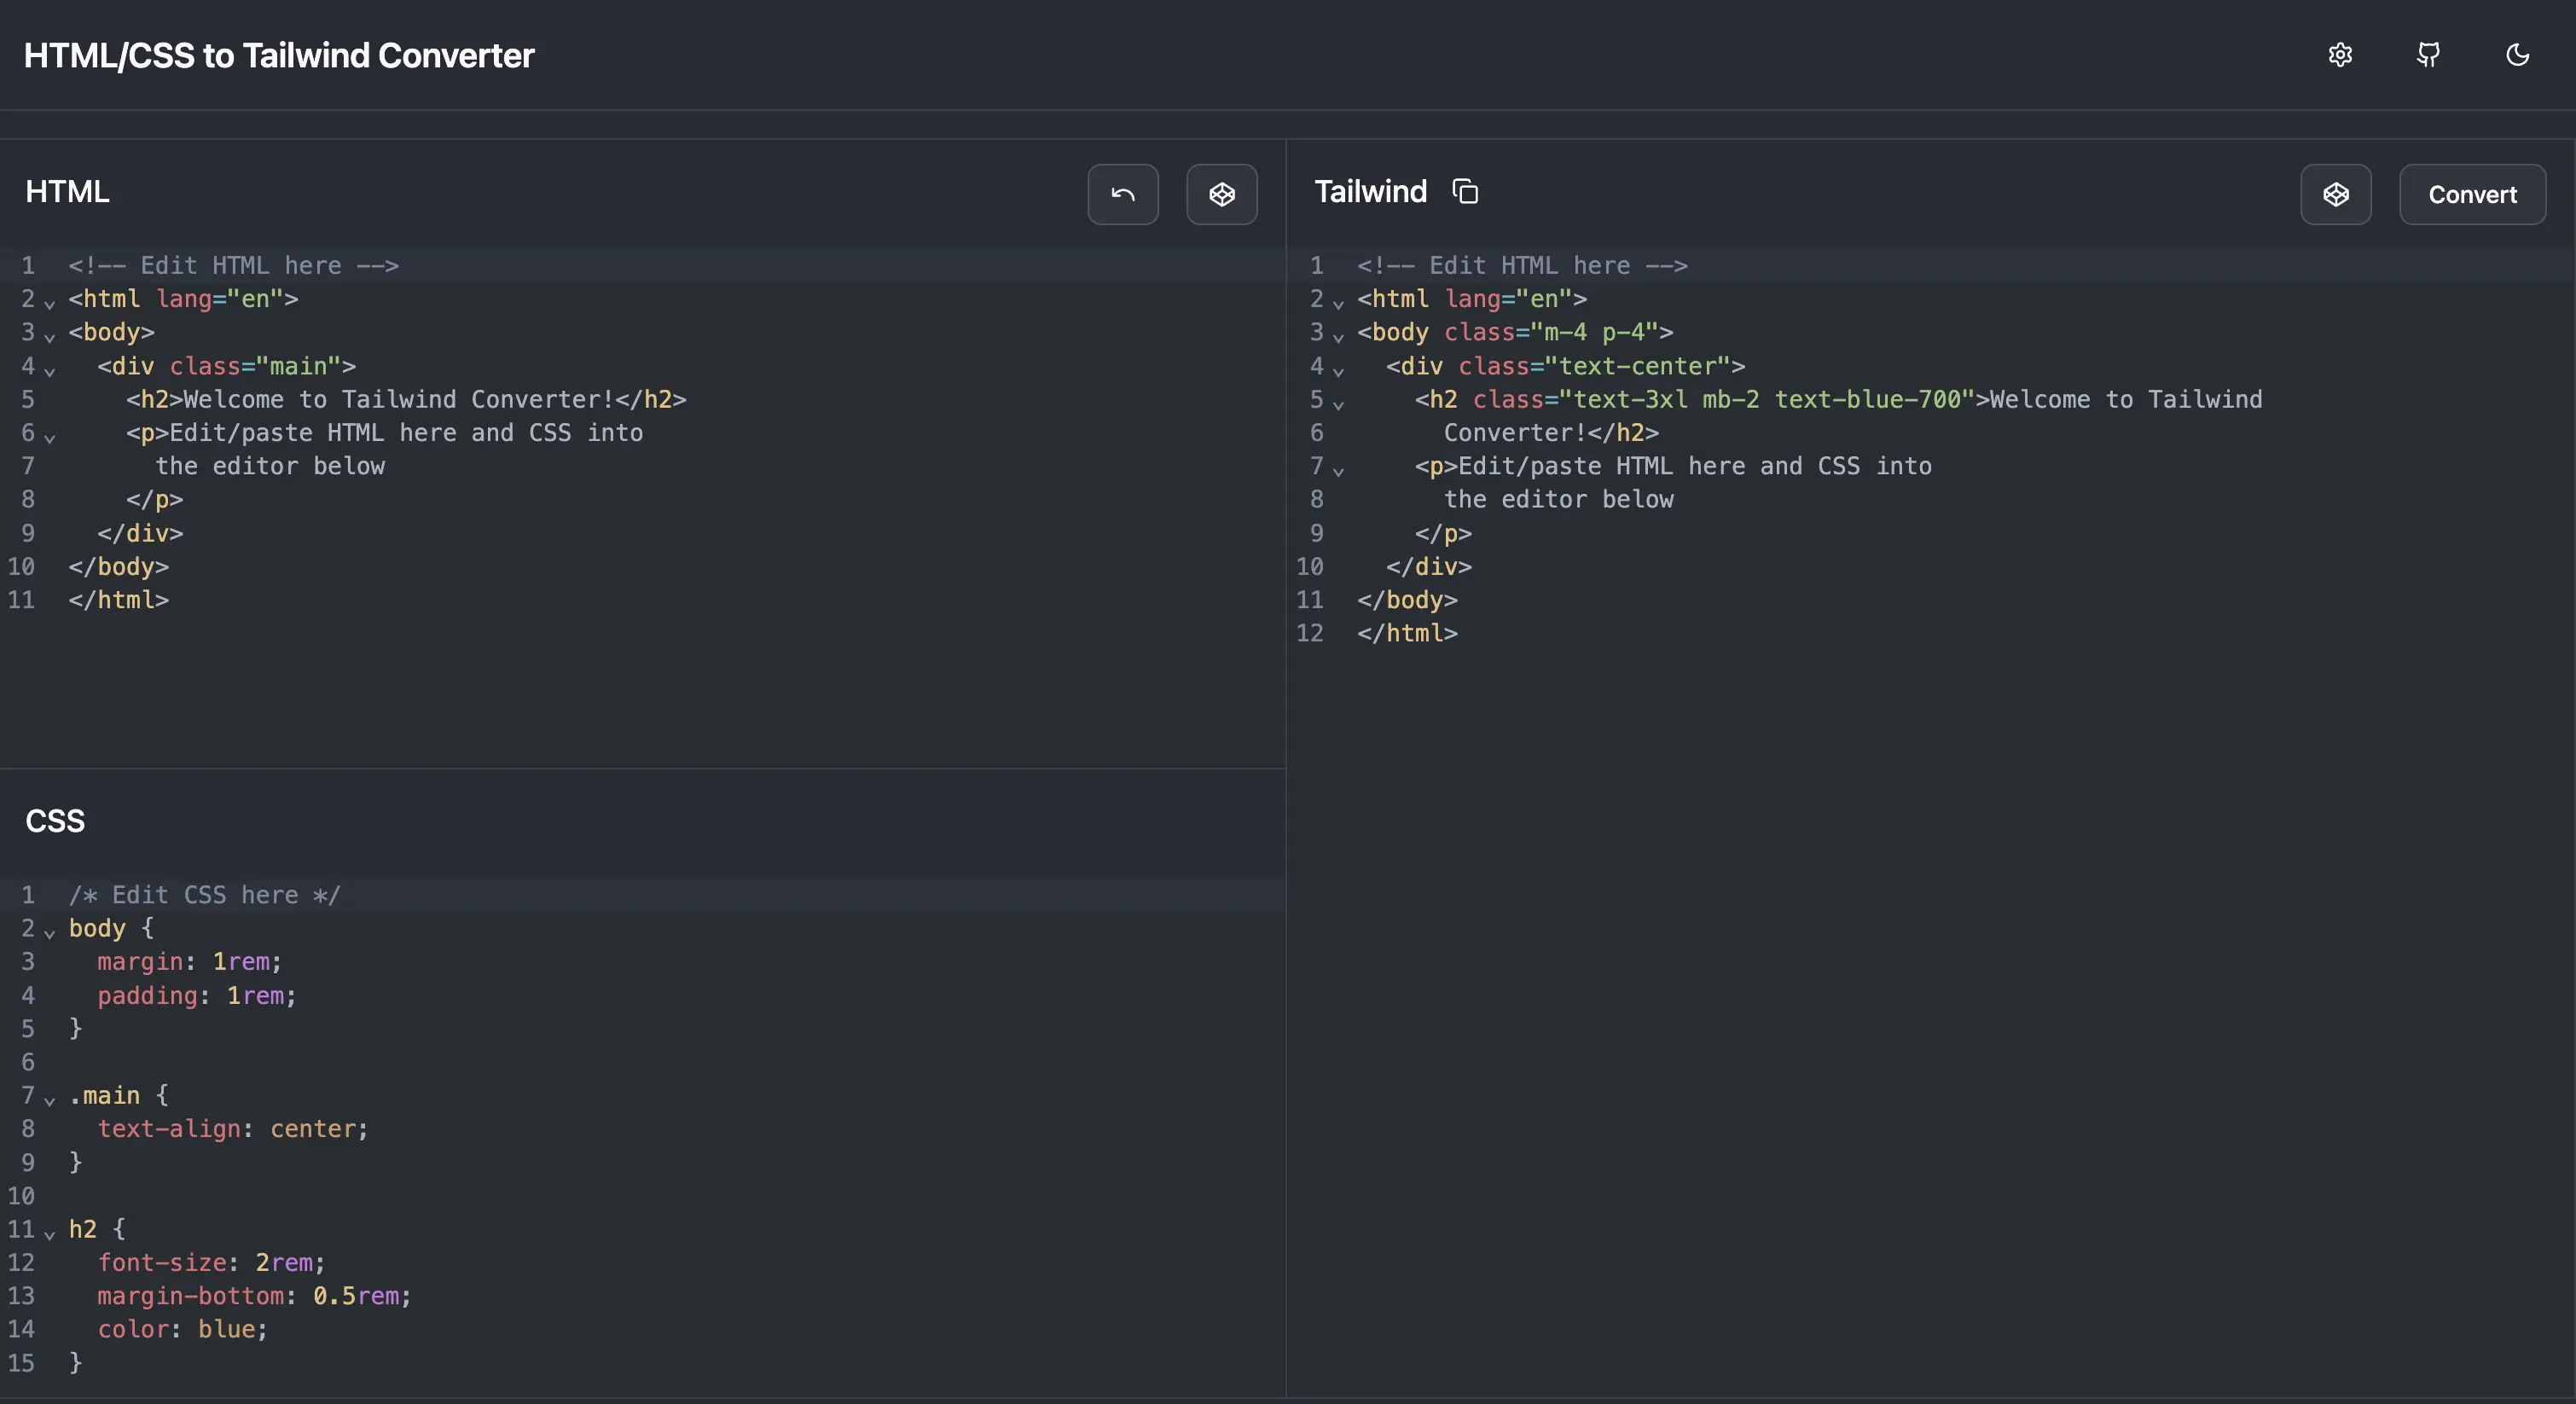 HTML/CSS to Tailwind Converter
HTML
1 <!-- Edit HTML here -->
2 <html lang="en">
3 <body>
4   <div class="main">
5     <h2>Welcome to Tailwind Converter!</h2>
6     <p>Edit/paste HTML here and CSS into
7       the editor below
8     </p>
9   </div>
10 </body>
11 </html>
CSS
1 /* Edit CSS here */
2 body {
3   margin: 1rem;
4   padding: 1rem;
5 }
6
7 .main {
8   text-align: center;
9 }
10
11 h2 {
12   font-size: 2rem;
13   margin-bottom: 0.5rem;
14   color: blue;
15 }
Tailwind
Convert
1 <!-- Edit HTML here -->
2 <html lang="en">
3 <body class="m-4 p-4">
4   <div class="text-center">
5     <h2 class="text-3xl mb-2 text-blue-700">Welcome to Tailwind
6       Converter!</h2>
7     <p>Edit/paste HTML here and CSS into
8       the editor below
9     </p>
10   </div>
11 </body>
12 </html>